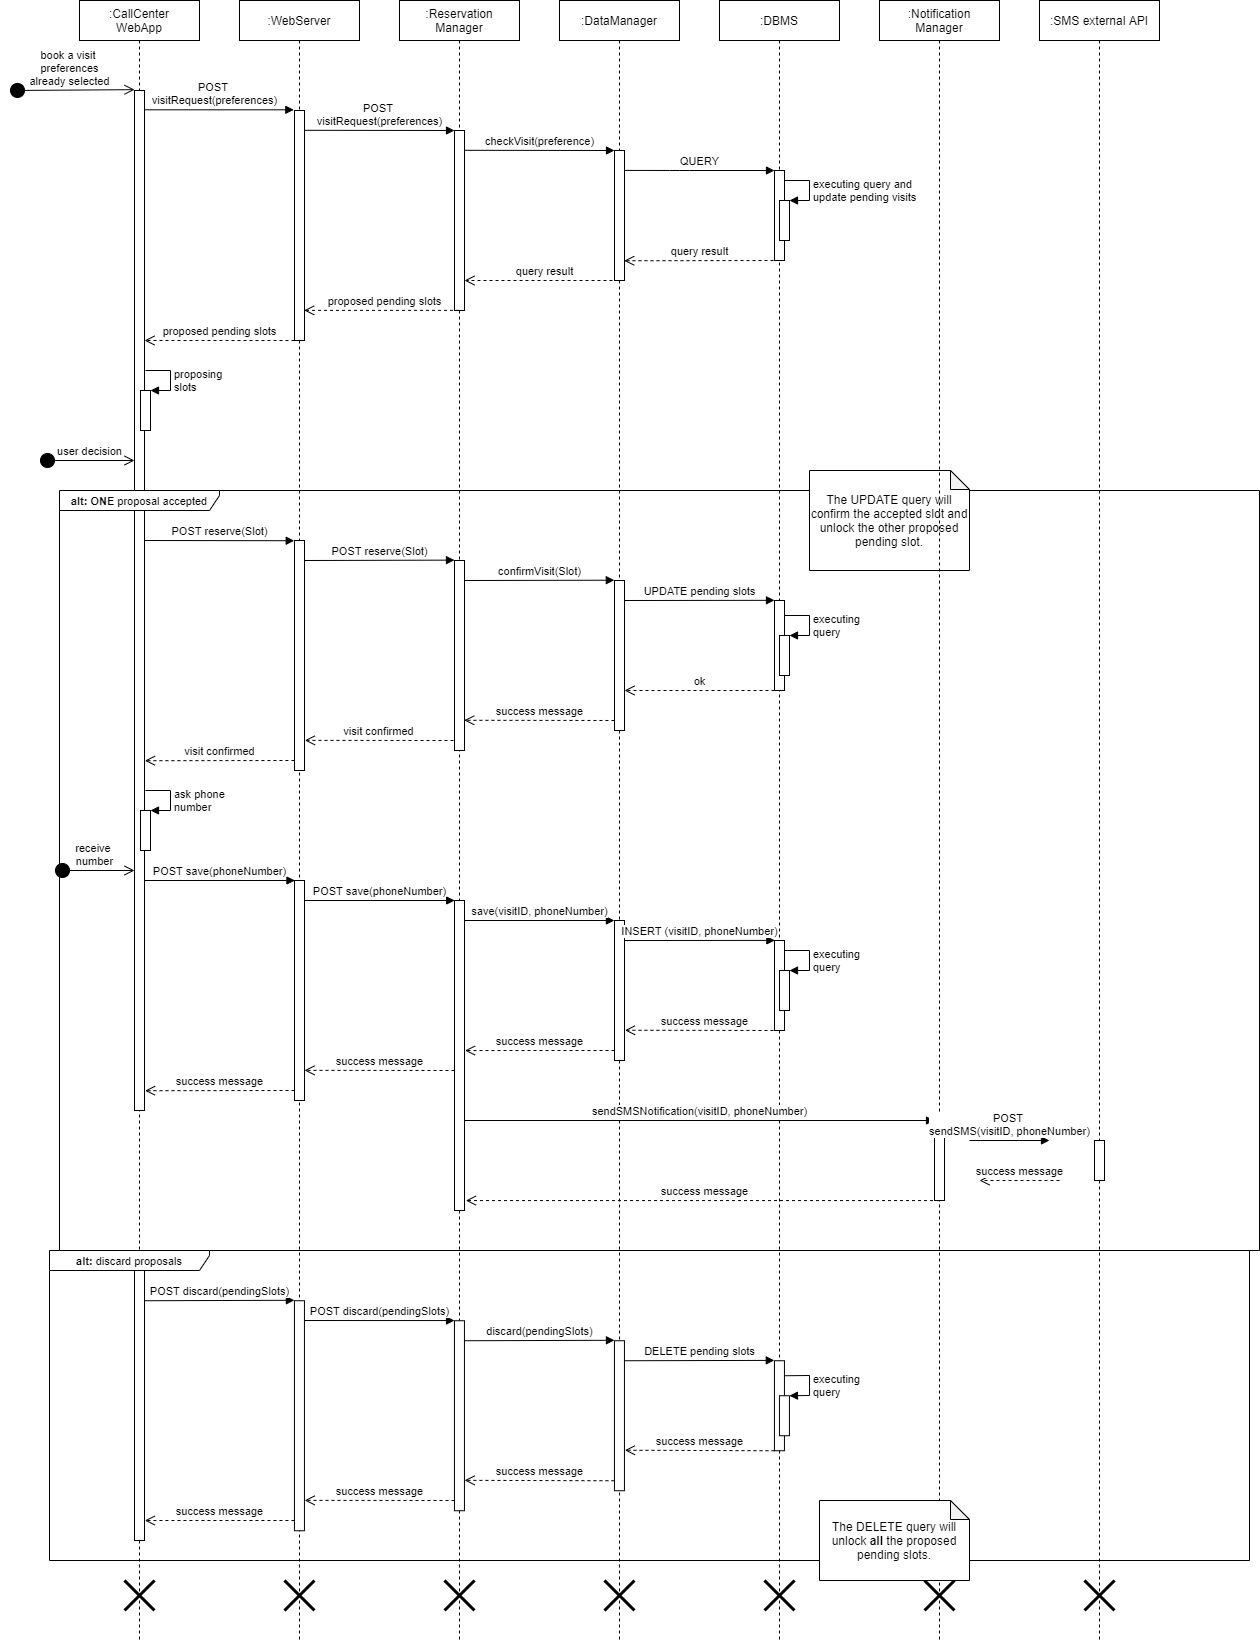 :CallCenter
WebApp
:WebServer
:Reservation
Manager
:DataManager
:DBMS
:Notification
Manager
:SMS external API
book a visit
preferences
already selected
POST
visitRequest(preferences)
POST
visitRequest(preferences)
checkVisit(preference)
QUERY
executing query and
update pending visits
query result
query result
proposed pending slots
proposed pending slots
proposing
slots
user decision
alt: ONE proposal accepted
The UPDATE query will
confirm the accepted slot and
unlock the other proposed
pending slot.
POST reserve(Slot)
POST reserve(Slot)
confirmVisit(Slot)
UPDATE pending slots
executing
query
ok
success message
visit confirmed
visit confirmed
ask phone
number
receive
number
POST save(phoneNumber)
POST save(phoneNumber)
save(visitID, phoneNumber)
INSERT (visitID, phoneNumber)
executing
query
success message
success message
success message
success message
sendSMSNotification(visitID, phoneNumber)
POST
sendSMS(visitID, phoneNumber)
success message
success message
alt: discard proposals
POST discard(pendingSlots)
POST discard(pendingSlots)
discard(pendingSlots)
DELETE pending slots
executing
query
success message
success message
success message
success message
The DELETE query will
unlock all the proposed
pending slots.